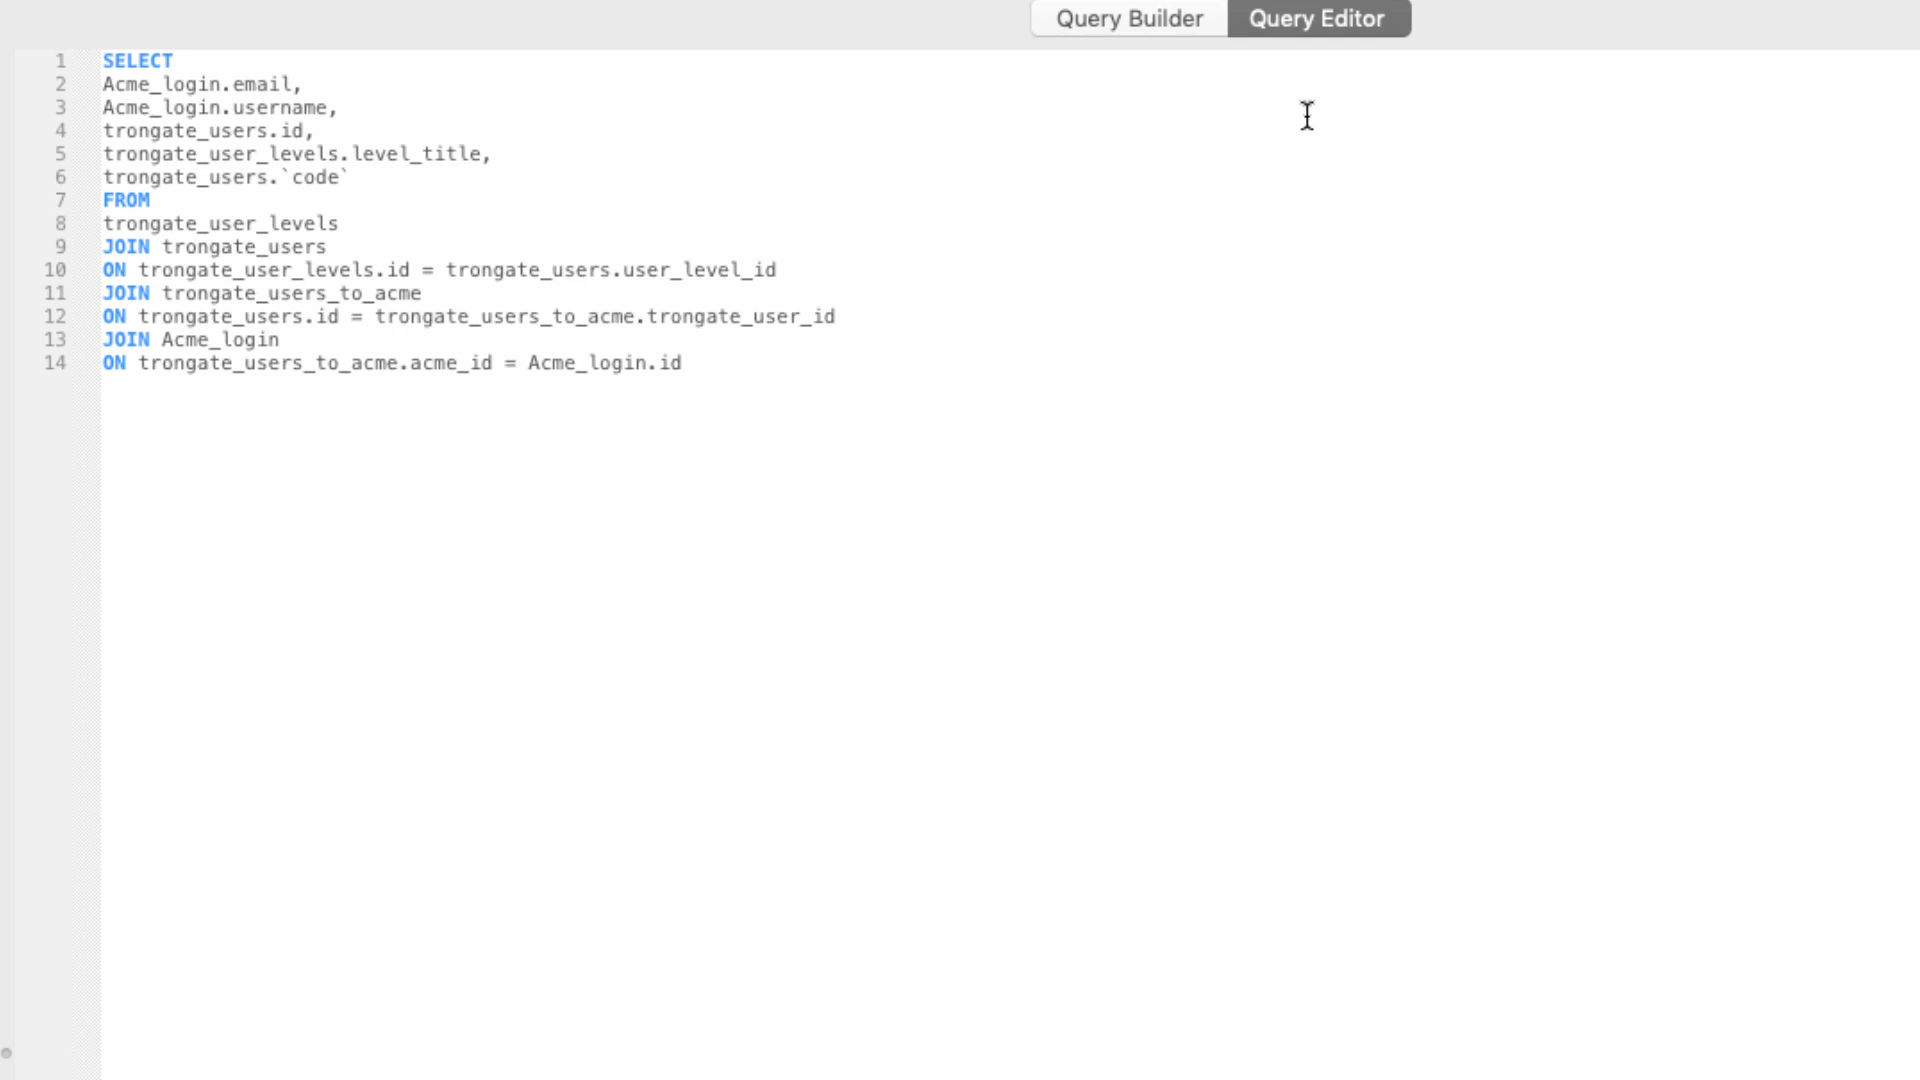 Query Builder Query Editor
1 SELECT
2 Acme_login.email,
3 Acme_login.username,
4 trongate_users.id,
5 trongate_user_levels.level_title,
6 trongate_users.`code`
7 FROM
8 trongate_user_levels
9 JOIN trongate_users
10 ON trongate_user_levels.id = trongate_users.user_level_id
11 JOIN trongate_users_to_acme
12 ON trongate_users.id = trongate_users_to_acme.trongate_user_id
13 JOIN Acme_login
14 ON trongate_users_to_acme.acme_id = Acme_login.id